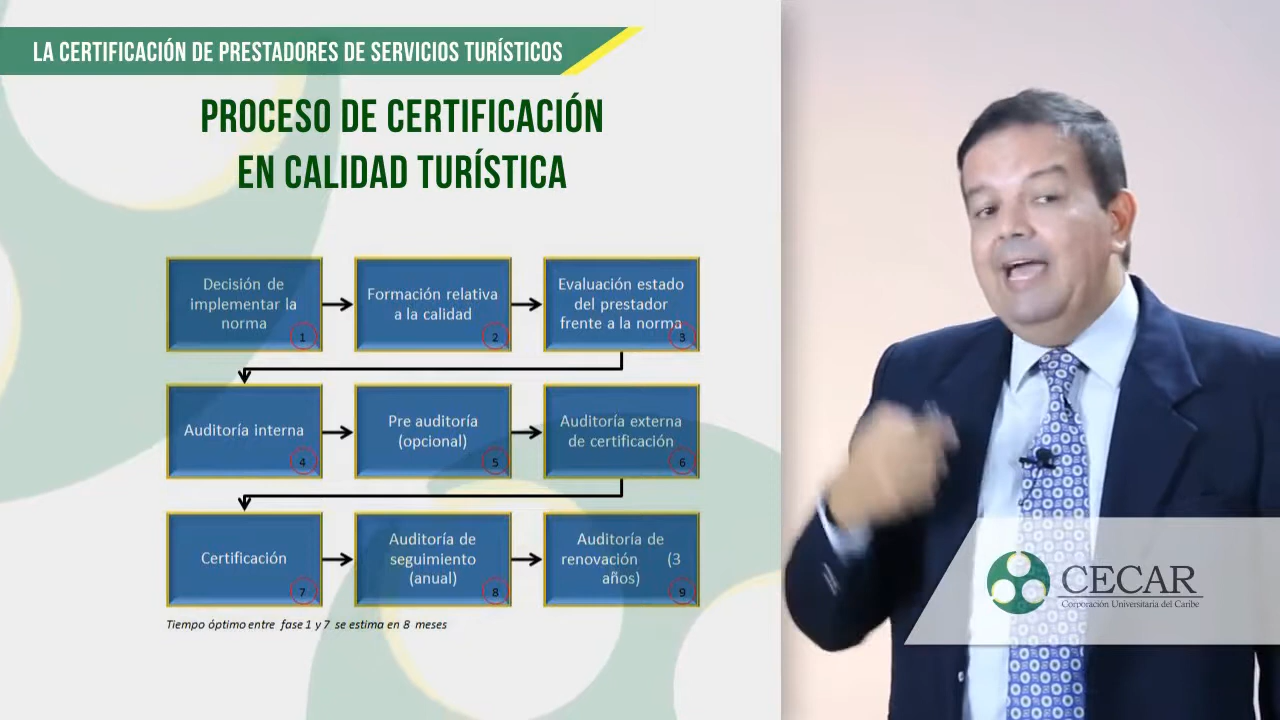 LA CERTIFICACIÓN DE PRESTADORES DE SERVICIOS TURÍSTICOS
PROCESO DE CERTIFICACIÓN
EN CALIDAD TURÍSTICA
Decisión de
implementar la
norma
1
Formación relativa
a la calidad
2
Evaluación estado
del prestador
frente a la norma
3
Auditoría interna
4
Pre auditoría
(opcional)
5
Auditoría externa
de certificación
6
Certificación
7
Auditoría de
seguimiento
(anual)
8
Auditoría de
renovación (3
años)
9
Tiempo óptimo entre fase 1 y 7 se estima en 8 meses
CECAR
Corporación Universitaria del Caribe